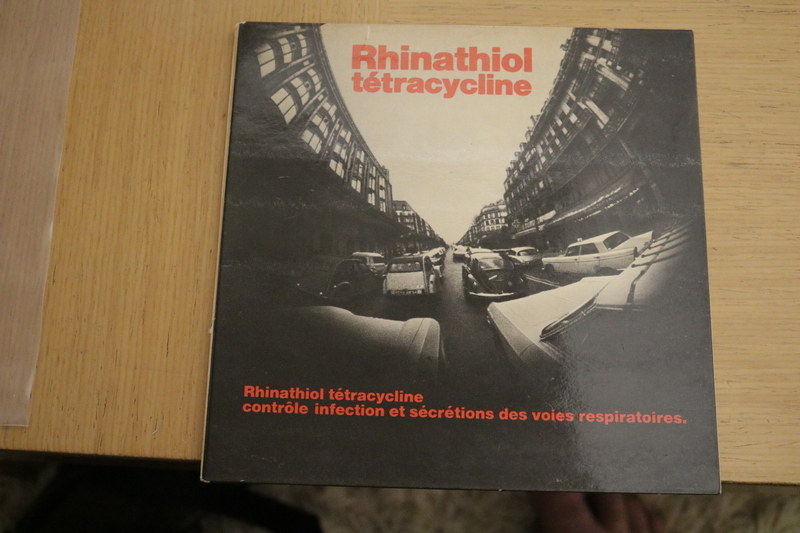 Rhinathiol
tétracycline
Rhinathiol tétracycline
contrôle infection et sécrétions des voies respiratoires.